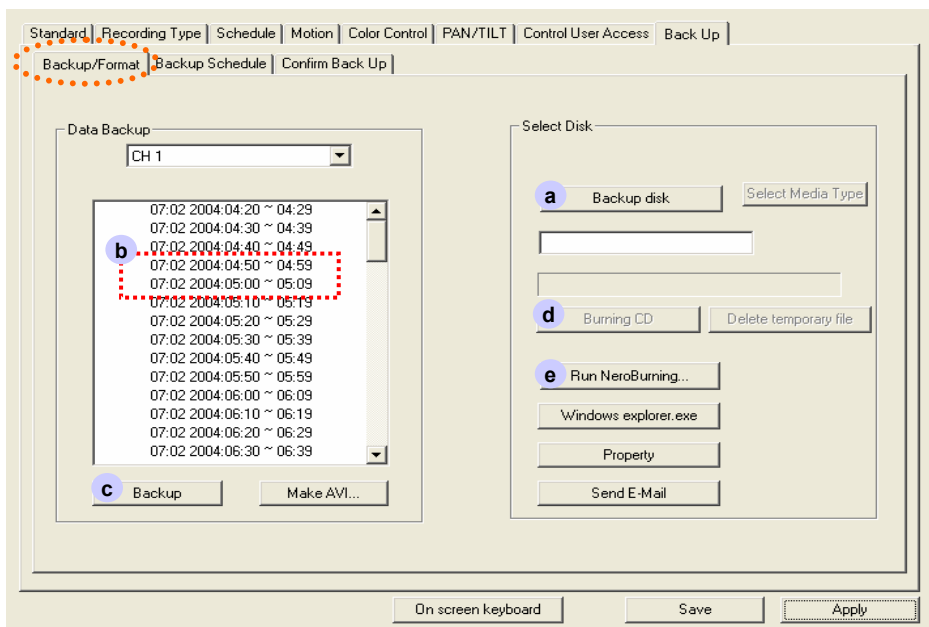 Standard Recording Type Schedule Motion Color Control PAN/TILT Control User Access Back Up
Backup/Format Backup Schedule Confirm Back Up
Data Backup
CH 1
07:02 2004:04:20 ~ 04:29
07:02 2004:04:30 ~ 04:39
b
07:02 2004:04:40 ~ 04:49
07:02 2004:04:50 ~ 04:59
07:02 2004:05:00 ~ 05:09
07:02 2004:05:10 ~ 05:19
07:02 2004:05:20 ~ 05:29
07:02 2004:05:30 ~ 05:39
07:02 2004:05:40 ~ 05:49
07:02 2004:05:50 ~ 05:59
07:02 2004:06:00 ~ 06:09
07:02 2004:06:10 ~ 06:19
07:02 2004:06:20 ~ 06:29
07:02 2004:06:30 ~ 06:39
c Backup Make AVI...
Select Disk
a Backup disk Select Media Type
d Burning CD Delete temporary file
e Run NeroBurning...
Windows explorer.exe
Property
Send E-Mail
On screen keyboard Save Apply